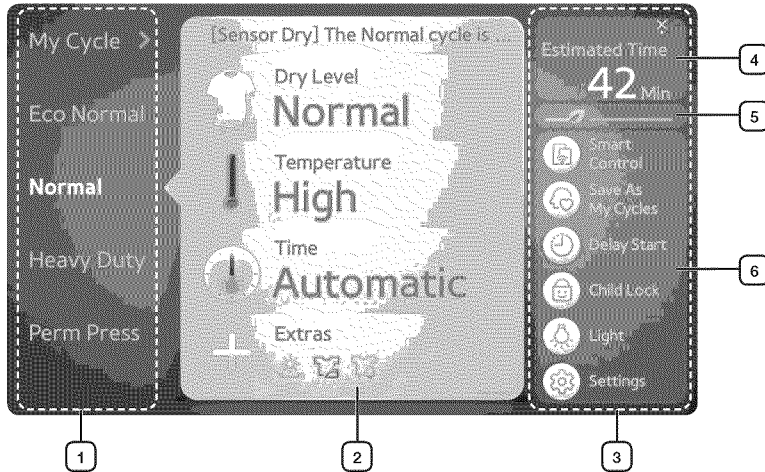 My Cycle >
Eco Normal
Normal
Heavy Duty
Perm Press
[Sensor Dry] The Normal cycle is ...
Dry Level
Normal
Temperature
High
Time
Automatic
Extras
Estimated Time
42 Min
Smart
Control
Save As
My Cycles
Delay Start
Child Lock
Light
Settings
4
5
6
1
2
3